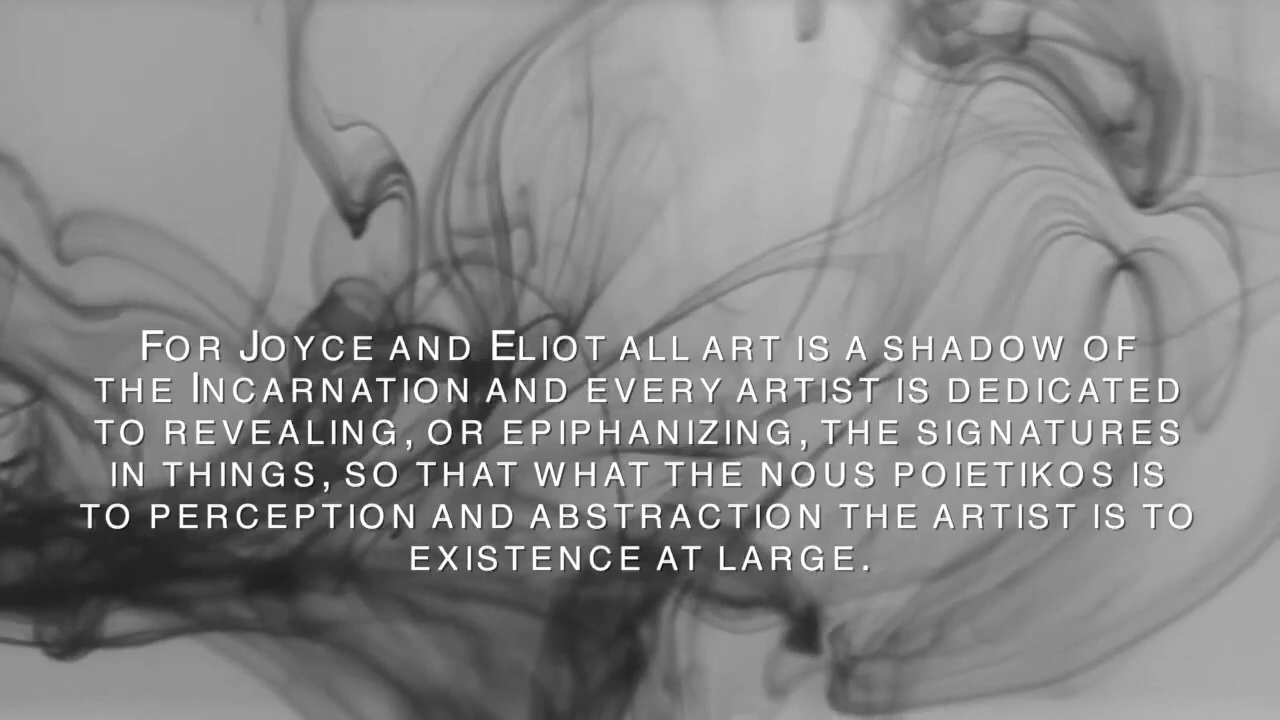 For Joyce and Eliot all art is a shadow of
the Incarnation and every artist is dedicated
to revealing, or epiphanizing, the signatures
in things, so that what the nous poietikos is
to perception and abstraction the artist is to
existence at large.